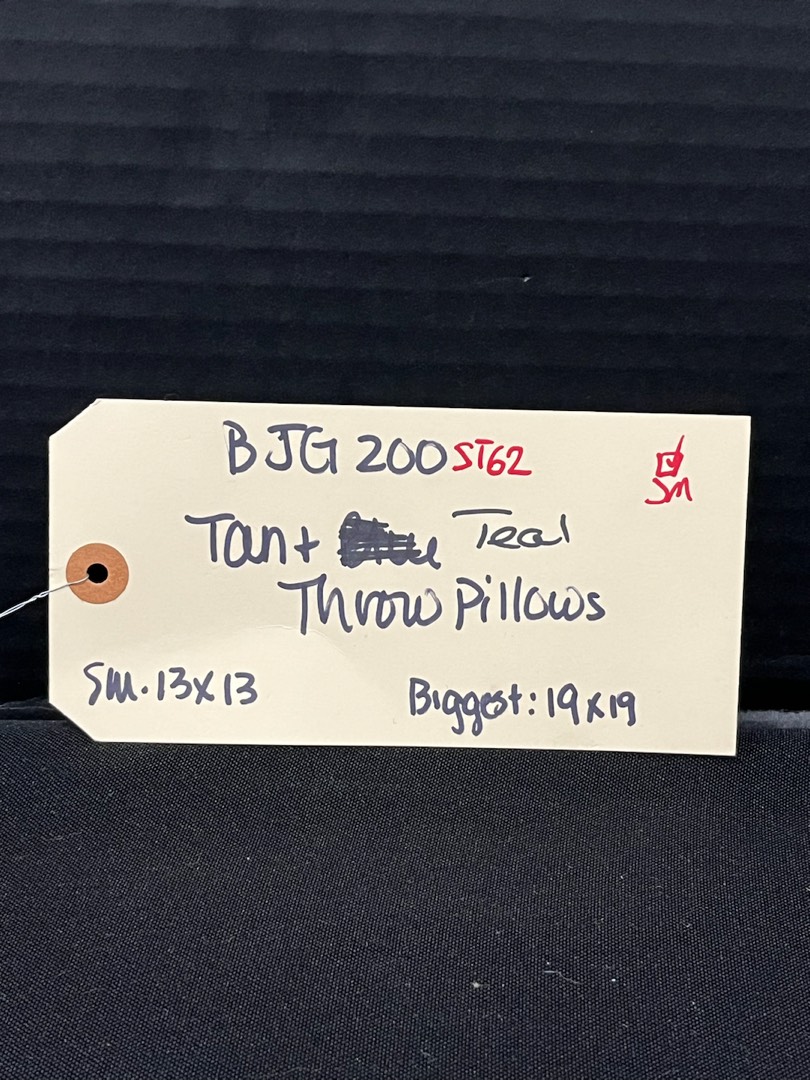 BJG 200 ST62
SM
Tan + Teal
Throw Pillows
SM. 13x13
Biggest: 19x19